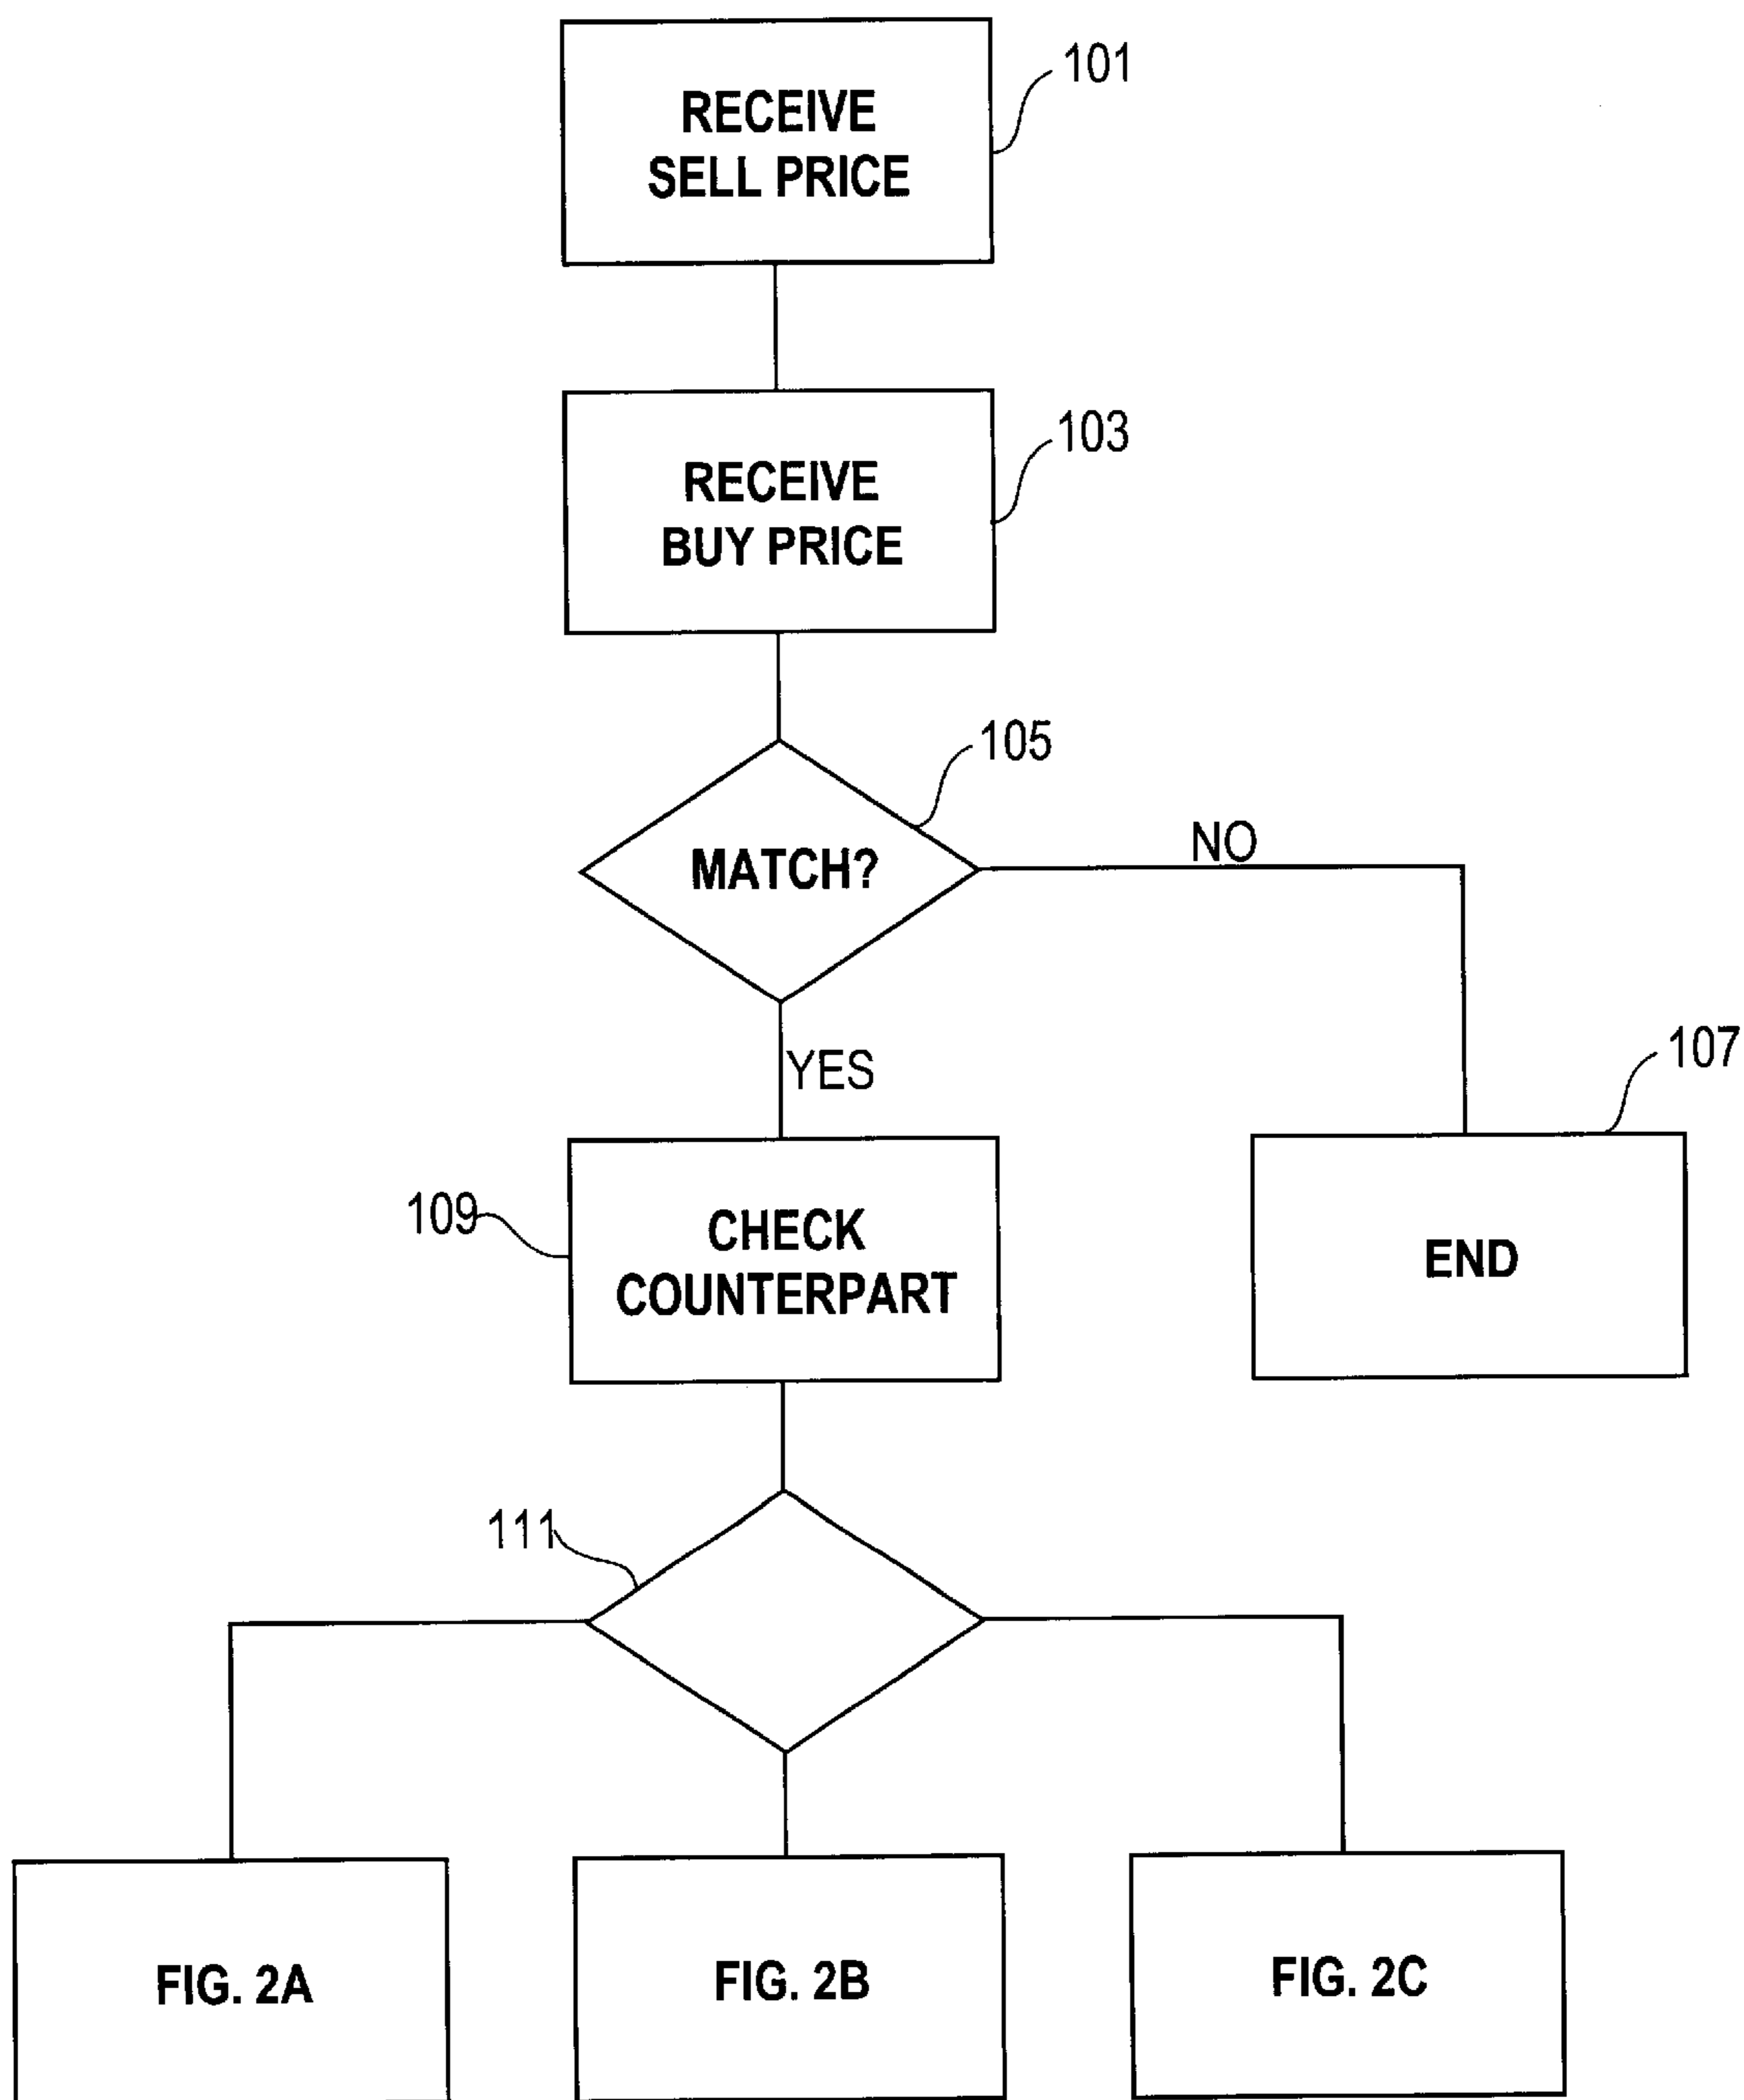 101
RECEIVE
SELL PRICE
103
RECEIVE
BUY PRICE
105
MATCH?
NO
YES
107
109
CHECK
COUNTERPART
END
111
FIG. 2A
FIG. 2B
FIG. 2C